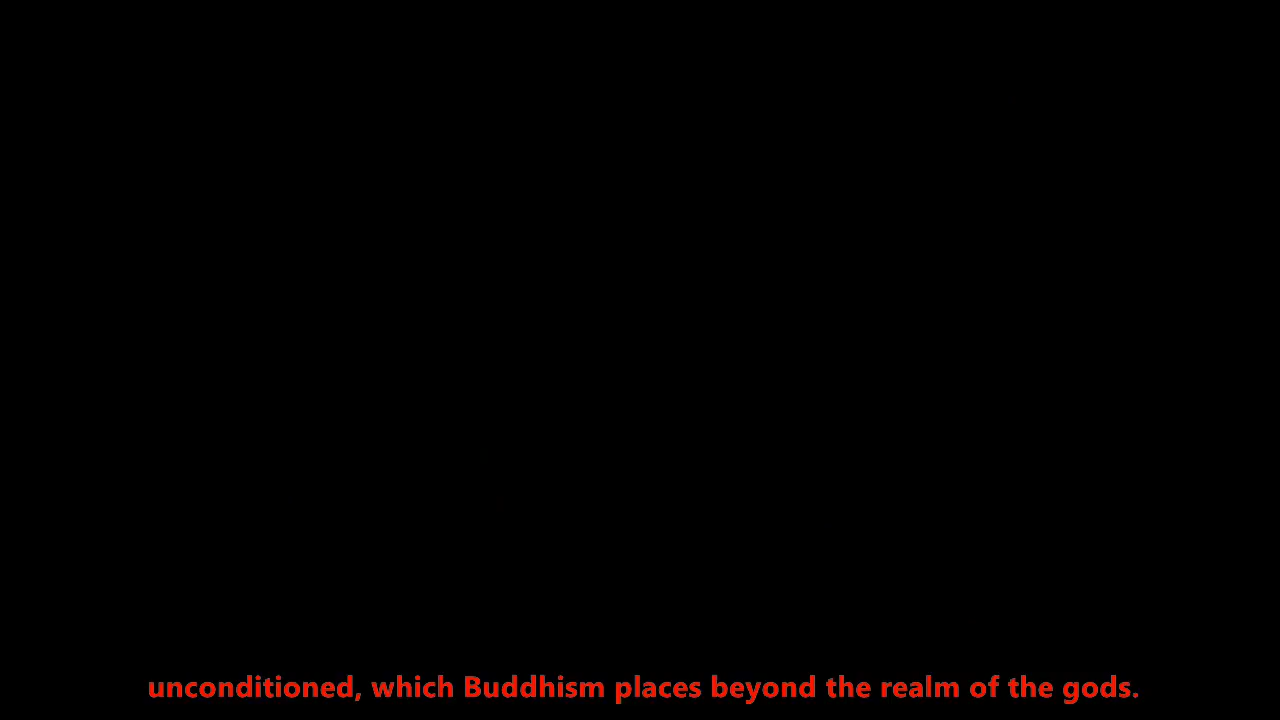 unconditioned, which Buddhism places beyond the realm of the gods.